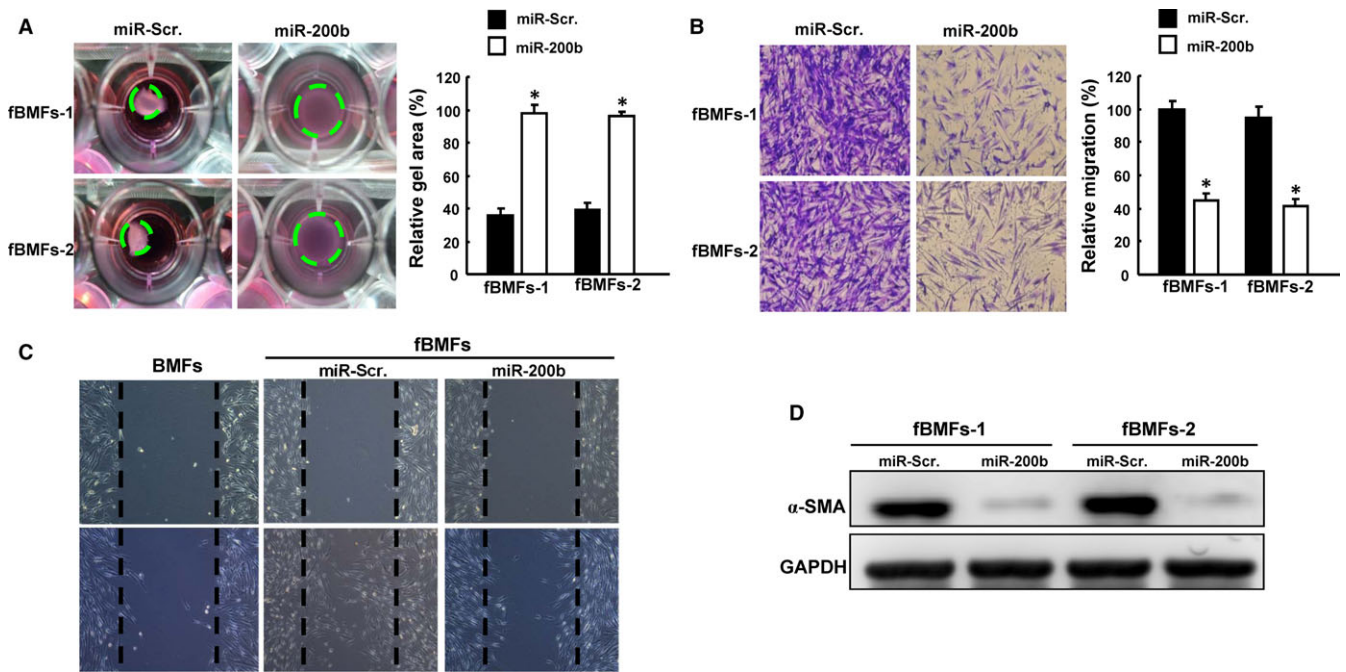 A
miR-Scr.
miR-200b
fBMFs-1
fBMFs-2
miR-Scr.
miR-200b
Relative gel area (%)
120
100
80
60
40
20
0
*
*
fBMFs-1
fBMFs-2
B
miR-Scr.
miR-200b
fBMFs-1
fBMFs-2
miR-Scr.
miR-200b
Relative migration (%)
120
100
80
60
40
20
0
*
*
fBMFs-1
fBMFs-2
C
BMFs
fBMFs
miR-Scr.
miR-200b
D
fBMFs-1
fBMFs-2
miR-Scr.
miR-200b
miR-Scr.
miR-200b
α-SMA
GAPDH